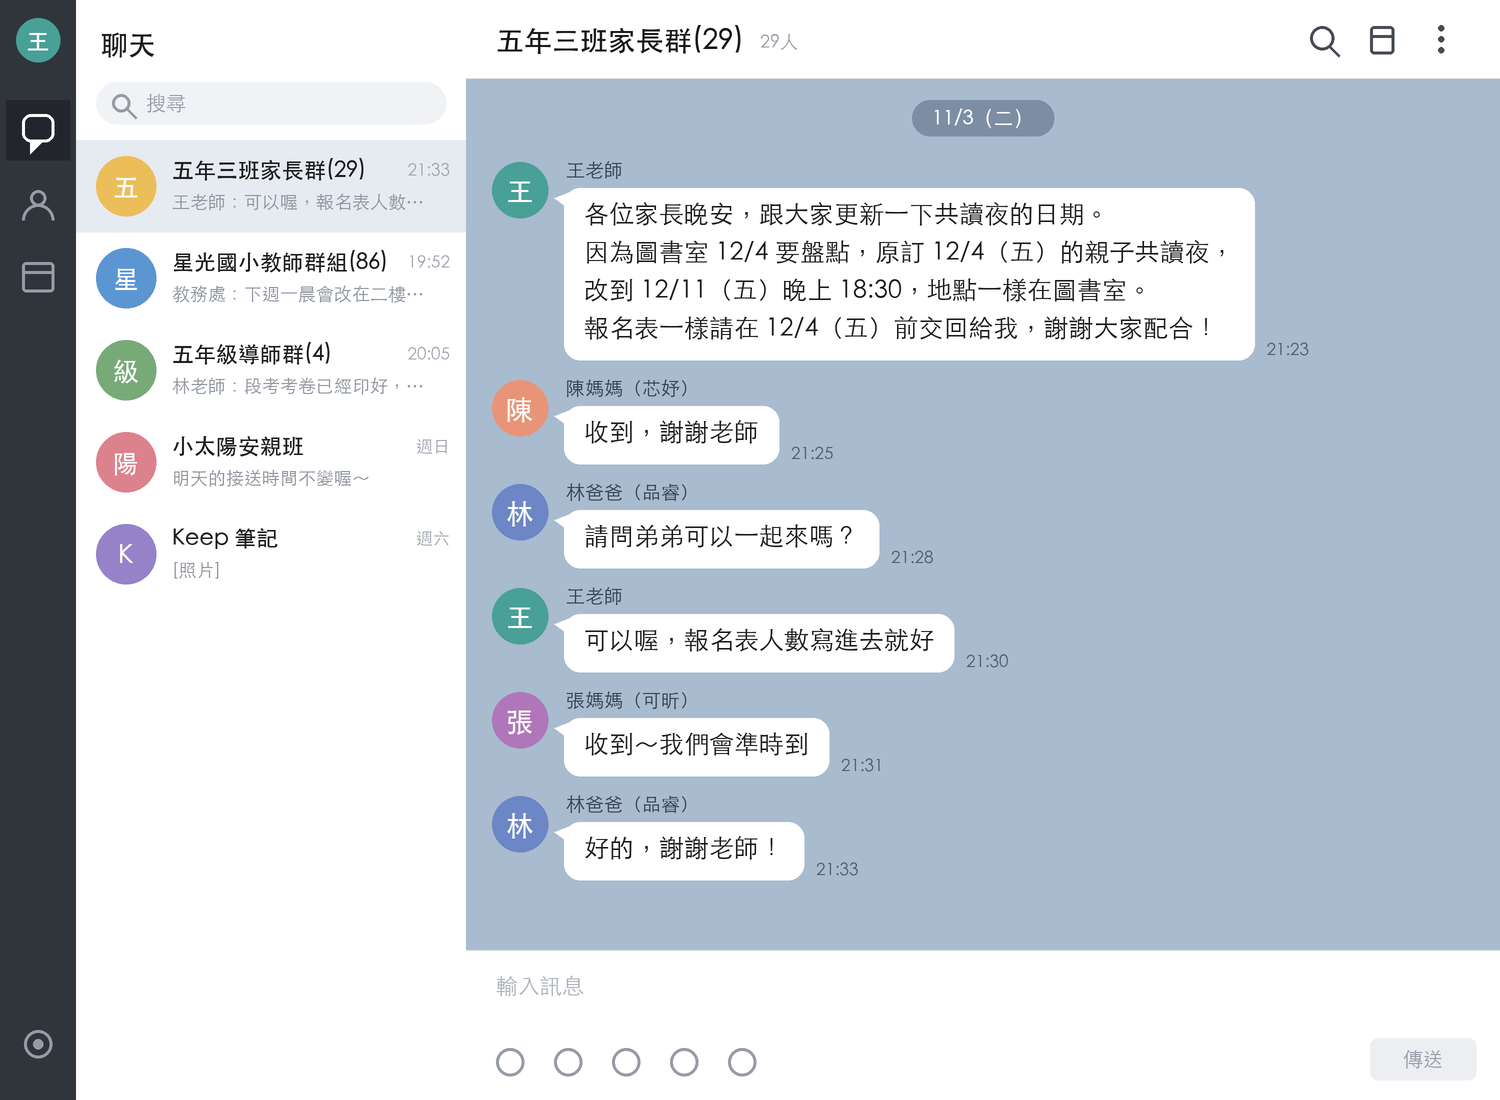 王
聊天
搜尋
五
五年三班家長群(29)
21:33
王老師：可以喔，報名表人數…
星
星光國小教師群組(86)
19:52
教務處：下週一晨會改在二樓…
級
五年級導師群(4)
20:05
林老師：段考考卷已經印好，…
陽
小太陽安親班
週日
明天的接送時間不變喔～
K
Keep 筆記
週六
[照片]
五年三班家長群(29)
29人
11/3（二）
王
王老師
各位家長晚安，跟大家更新一下共讀夜的日期。
因為圖書室 12/4 要盤點，原訂 12/4（五）的親子共讀夜，
改到 12/11（五）晚上 18:30，地點一樣在圖書室。
報名表一樣請在 12/4（五）前交回給我，謝謝大家配合！
21:23
陳
陳媽媽（芯妤）
收到，謝謝老師
21:25
林
林爸爸（品睿）
請問弟弟可以一起來嗎？
21:28
王
王老師
可以喔，報名表人數寫進去就好
21:30
張
張媽媽（可昕）
收到～我們會準時到
21:31
林
林爸爸（品睿）
好的，謝謝老師！
21:33
輸入訊息
傳送